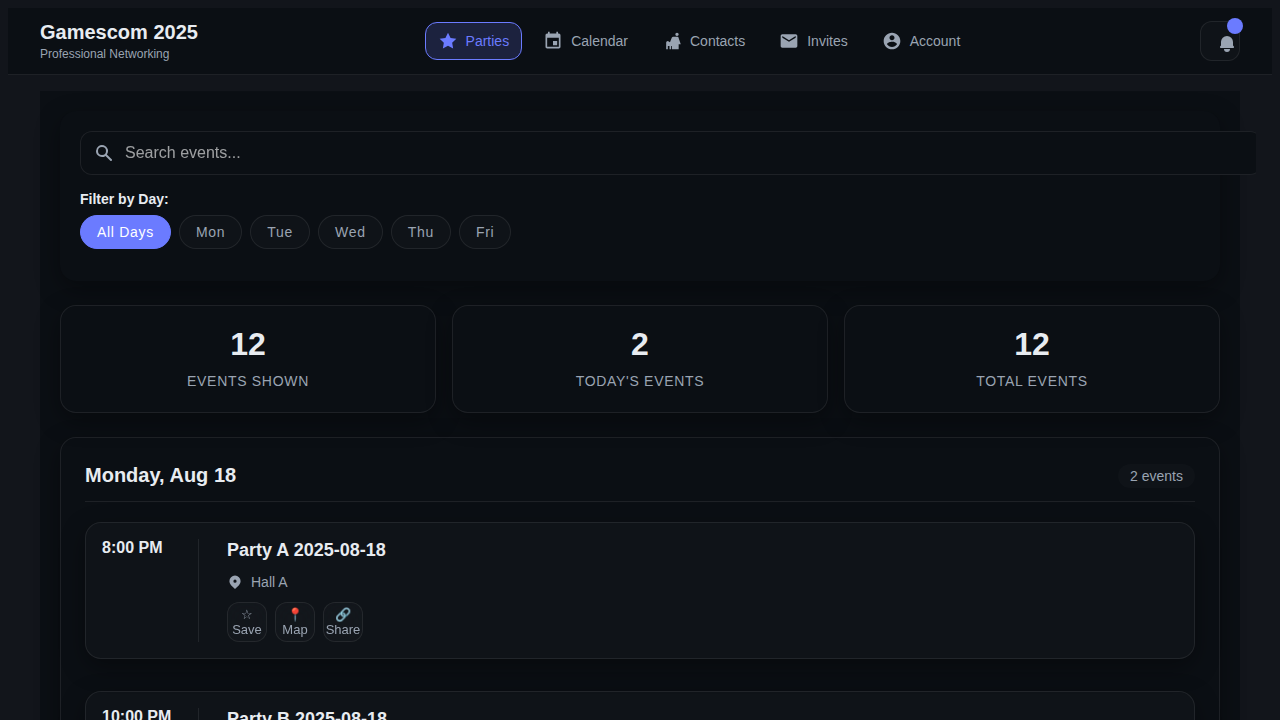 Gamescom 2025
Professional Networking
Parties
Calendar
Contacts
Invites
Account
Search events...
Filter by Day:
All Days
Mon
Tue
Wed
Thu
Fri
12
EVENTS SHOWN
2
TODAY'S EVENTS
12
TOTAL EVENTS
Monday, Aug 18
2 events
8:00 PM
Party A 2025-08-18
Hall A
Save
Map
Share
10:00 PM
Party B 2025-08-18